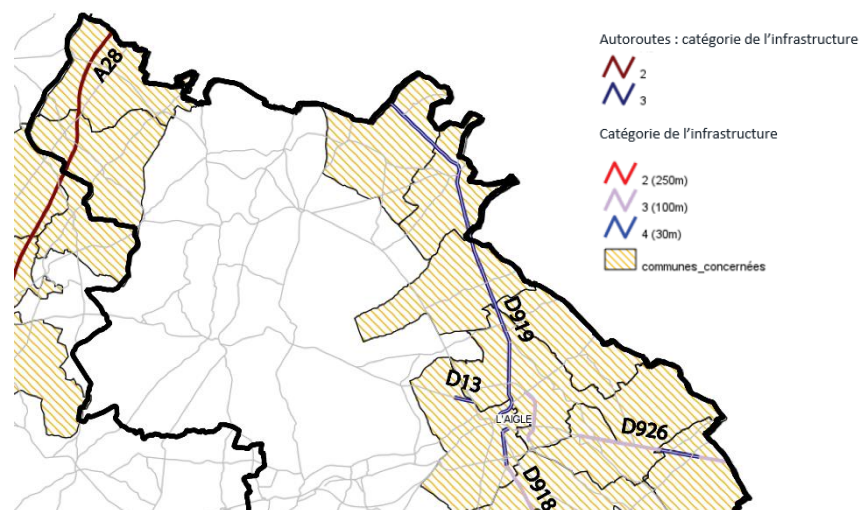 A28
D919
D13
L'AIGLE
D926
D918
Autoroutes : catégorie de l'infrastructure
2
3
Catégorie de l'infrastructure
2 (250m)
3 (100m)
4 (30m)
communes_concernées